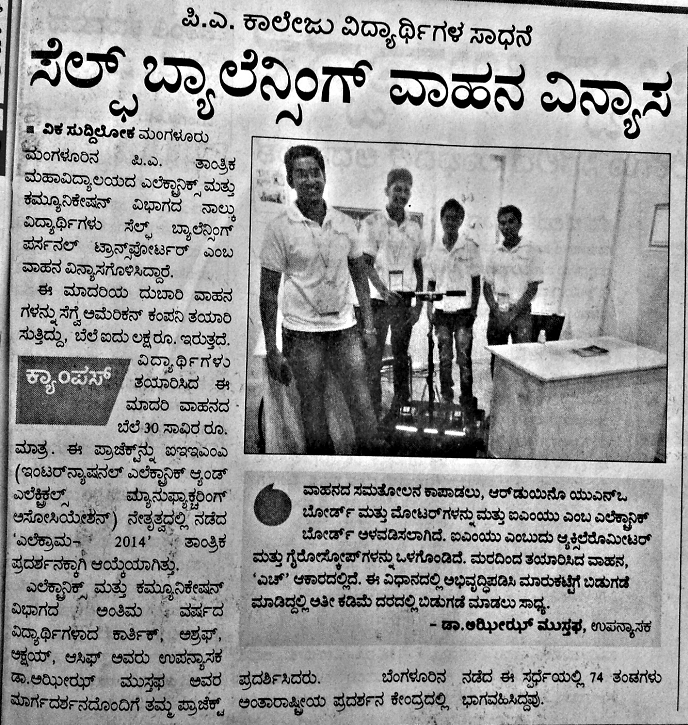 ಪಿ.ಎ. ಕಾಲೇಜು ವಿದ್ಯಾರ್ಥಿಗಳ ಸಾಧನೆ
ಸೆಲ್ಫ್ ಬ್ಯಾಲೆನ್ಸಿಂಗ್ ವಾಹನ ವಿನ್ಯಾಸ
■ ವಿಕ ಸುದ್ದಿಲೋಕ ಮಂಗಳೂರು
ಮಂಗಳೂರಿನ ಪಿ.ಎ. ತಾಂತ್ರಿಕ
ಮಹಾವಿದ್ಯಾಲಯದ ಎಲೆಕ್ಟ್ರಾನಿಕ್ಸ್ ಮತ್ತು
ಕಮ್ಯೂನಿಕೇಷನ್ ವಿಭಾಗದ ನಾಲ್ಕು
ವಿದ್ಯಾರ್ಥಿಗಳು ಸೆಲ್ಫ್ ಬ್ಯಾಲೆನ್ಸಿಂಗ್
ಪರ್ಸನಲ್ ಟ್ರಾನ್ಸ್‌ಪೋರ್ಟರ್ ಎಂಬ
ವಾಹನ ವಿನ್ಯಾಸಗೊಳಿಸಿದ್ದಾರೆ.
ಈ ಮಾದರಿಯ ದುಬಾರಿ ವಾಹನ
ಗಳನ್ನು ಸೆಗ್ವೆ ಅಮೆರಿಕನ್ ಕಂಪನಿ ತಯಾರಿ
ಸುತ್ತಿದ್ದು, ಬೆಲೆ ಐದು ಲಕ್ಷ ರೂ. ಇರುತ್ತದೆ.
ಕ್ಯಾಂಪಸ್
ವಿದ್ಯಾರ್ಥಿಗಳು
ತಯಾರಿಸಿದ ಈ
ಮಾದರಿ ವಾಹನದ
ಬೆಲೆ 30 ಸಾವಿರ ರೂ.
ಮಾತ್ರ. ಈ ಪ್ರಾಜೆಕ್ಟ್‌ನ್ನು ಐಇಇಎಂಎ
(ಇಂಟರ್‌ನ್ಯಾಷನಲ್ ಎಲೆಕ್ಟ್ರಾನಿಕ್ ಆ್ಯಂಡ್
ಎಲೆಕ್ಟ್ರಿಕಲ್ಸ್ ಮ್ಯಾನುಫ್ಯಾಕ್ಚರಿಂಗ್
ಅಸೋಸಿಯೇಶನ್) ನೇತೃತ್ವದಲ್ಲಿ ನಡೆದ
'ಎಲೆಕ್ರಾಮ- 2014' ತಾಂತ್ರಿಕ
ಪ್ರದರ್ಶನಕ್ಕಾಗಿ ಆಯ್ಕೆಯಾಗಿತ್ತು.
ಎಲೆಕ್ಟ್ರಾನಿಕ್ಸ್ ಮತ್ತು ಕಮ್ಯೂನಿಕೇಷನ್
ವಿಭಾಗದ ಅಂತಿಮ ವರ್ಷದ
ವಿದ್ಯಾರ್ಥಿಗಳಾದ ಕಾರ್ತಿಕ್, ಅಶ್ರಫ್,
ಅಕ್ಷಯ್, ಆಸಿಫ್ ಅವರು ಉಪನ್ಯಾಸಕ
ಡಾ.ಅಝೀಝ್ ಮುಸ್ತಫ ಅವರ
ಮಾರ್ಗದರ್ಶನದೊಂದಿಗೆ ತಮ್ಮ ಪ್ರಾಜೆಕ್ಟ್
ವಾಹನದ ಸಮತೋಲನ ಕಾಪಾಡಲು, ಆರ್‌ಡುಯಿನೊ ಯುಎನ್‌ಒ
ಬೋರ್ಡ್ ಮತ್ತು ಮೋಟರ್‌ಗಳನ್ನು ಮತ್ತು ಐಎಂಯು ಎಂಬ ಎಲೆಕ್ಟ್ರಾನಿಕ್
ಬೋರ್ಡ್ ಅಳವಡಿಸಲಾಗಿದೆ. ಐಎಂಯು ಎಂಬುದು ಆ್ಯಕ್ಸಿಲೆರೊಮೀಟರ್
ಮತ್ತು ಗೈರೋಸ್ಕೋಪ್‌ಗಳನ್ನು ಒಳಗೊಂಡಿದೆ. ಮರದಿಂದ ತಯಾರಿಸಿದ ವಾಹನ,
'ಎಚ್' ಆಕಾರದಲ್ಲಿದೆ. ಈ ವಿಧಾನದಲ್ಲಿ ಅಭಿವೃದ್ಧಿಪಡಿಸಿ ಮಾರುಕಟ್ಟೆಗೆ ಬಿಡುಗಡೆ
ಮಾಡಿದ್ದಲ್ಲಿ ಅತೀ ಕಡಿಮೆ ದರದಲ್ಲಿ ಬಿಡುಗಡೆ ಮಾಡಲು ಸಾಧ್ಯ.
– ಡಾ.ಅಝೀಝ್ ಮುಸ್ತಫ, ಉಪನ್ಯಾಸಕ
ಪ್ರದರ್ಶಿಸಿದರು. ಬೆಂಗಳೂರಿನ
ಅಂತಾರಾಷ್ಟ್ರೀಯ ಪ್ರದರ್ಶನ ಕೇಂದ್ರದಲ್ಲಿ
ನಡೆದ ಈ ಸ್ಪರ್ಧೆಯಲ್ಲಿ 74 ತಂಡಗಳು
ಭಾಗವಹಿಸಿದ್ದವು.